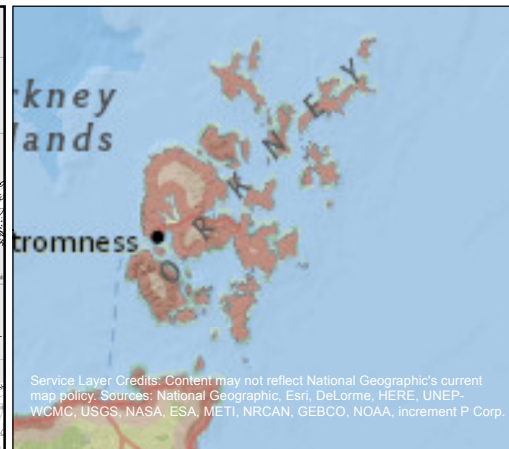 rkney
lands
ORKNEY
tromness
Service Layer Credits: Content may not reflect National Geographic's current
map policy. Sources: National Geographic, Esri, DeLorme, HERE, UNEP-
WCMC, USGS, NASA, ESA, METI, NRCAN, GEBCO, NOAA, increment P Corp.